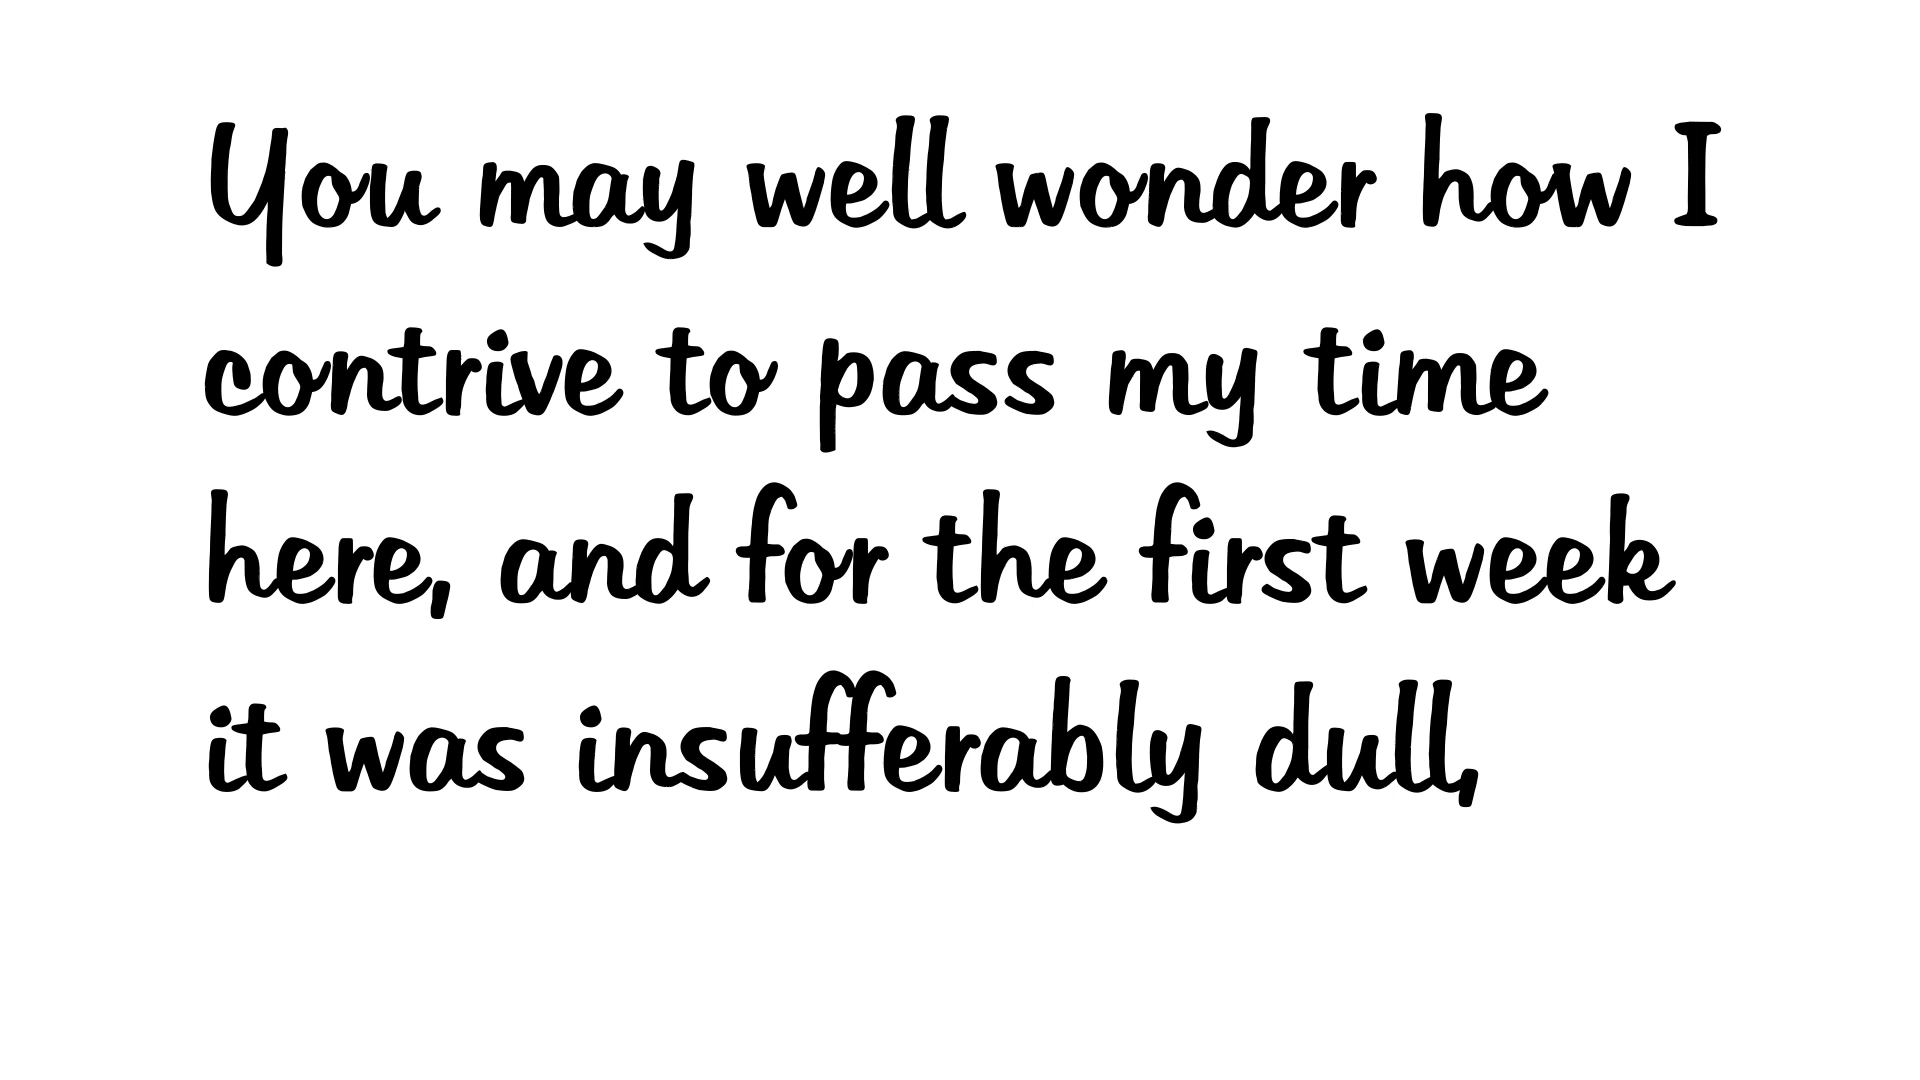 You may well wonder how I
contrive to pass my time
here, and for the first week
it was insufferably dull,